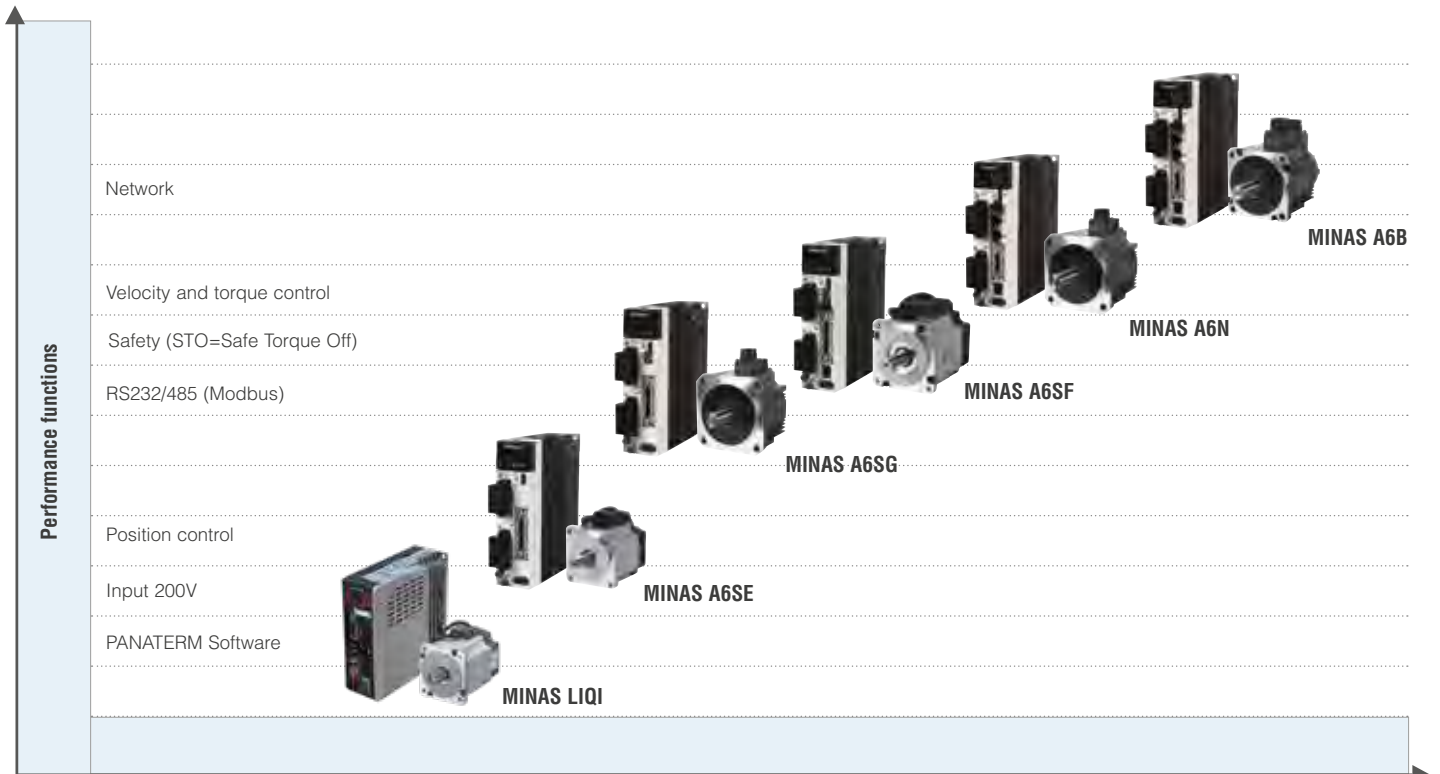 Network
MINAS A6B
Velocity and torque control
MINAS A6N
Safety (STO=Safe Torque Off)
RS232/485 (Modbus)
MINAS A6SF
Performance functions
MINAS A6SG
Position control
Input 200V
MINAS A6SE
PANATERM Software
MINAS LIQI